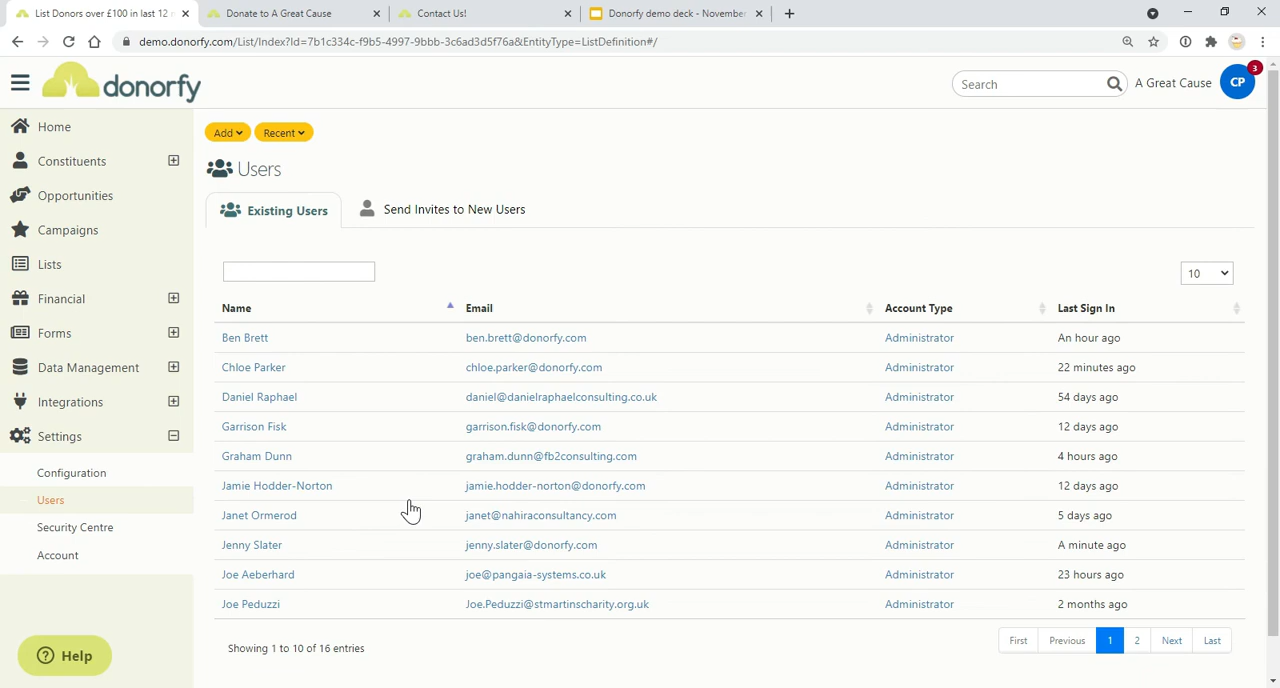 List Donors over £100 in last 12 m
Donate to A Great Cause
Contact Us!
Donorfy demo deck - November
demo.donorfy.com/List/Index?Id=7b1c334c-f9b5-4997-9bbb-3c6ad3d5f76a&EntityType=ListDefinition#/
donorfy
Search
A Great Cause
CP
3
Home
Constituents
Opportunities
Campaigns
Lists
Financial
Forms
Data Management
Integrations
Settings
Configuration
Users
Security Centre
Account
Help
Add
Recent
Users
Existing Users
Send Invites to New Users
10
Name Email Account Type Last Sign In
Ben Brett ben.brett@donorfy.com Administrator An hour ago
Chloe Parker chloe.parker@donorfy.com Administrator 22 minutes ago
Daniel Raphael daniel@danielraphaelconsulting.co.uk Administrator 54 days ago
Garrison Fisk garrison.fisk@donorfy.com Administrator 12 days ago
Graham Dunn graham.dunn@fb2consulting.com Administrator 4 hours ago
Jamie Hodder-Norton jamie.hodder-norton@donorfy.com Administrator 12 days ago
Janet Ormerod janet@nahiraconsultancy.com Administrator 5 days ago
Jenny Slater jenny.slater@donorfy.com Administrator A minute ago
Joe Aeberhard joe@pangaia-systems.co.uk Administrator 23 hours ago
Joe Peduzzi Joe.Peduzzi@stmartinscharity.org.uk Administrator 2 months ago
Showing 1 to 10 of 16 entries
First Previous 1 2 Next Last